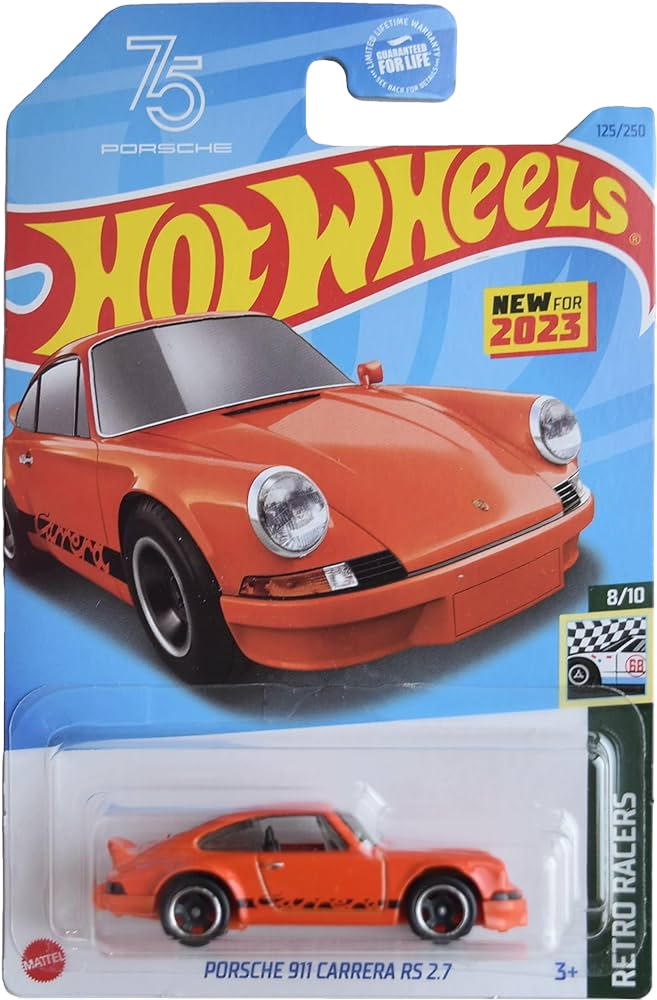 LIMITED LIFETIME WARRANTY
GUARANTEED
FOR LIFE
SEE BACK FOR DETAILS
75
PORSCHE
125/250
HOT WHEELS®
NEW FOR
2023
Carrera
8/10
68
RETRO RACERS
Carrera
MATTEL
PORSCHE 911 CARRERA RS 2.7
3+